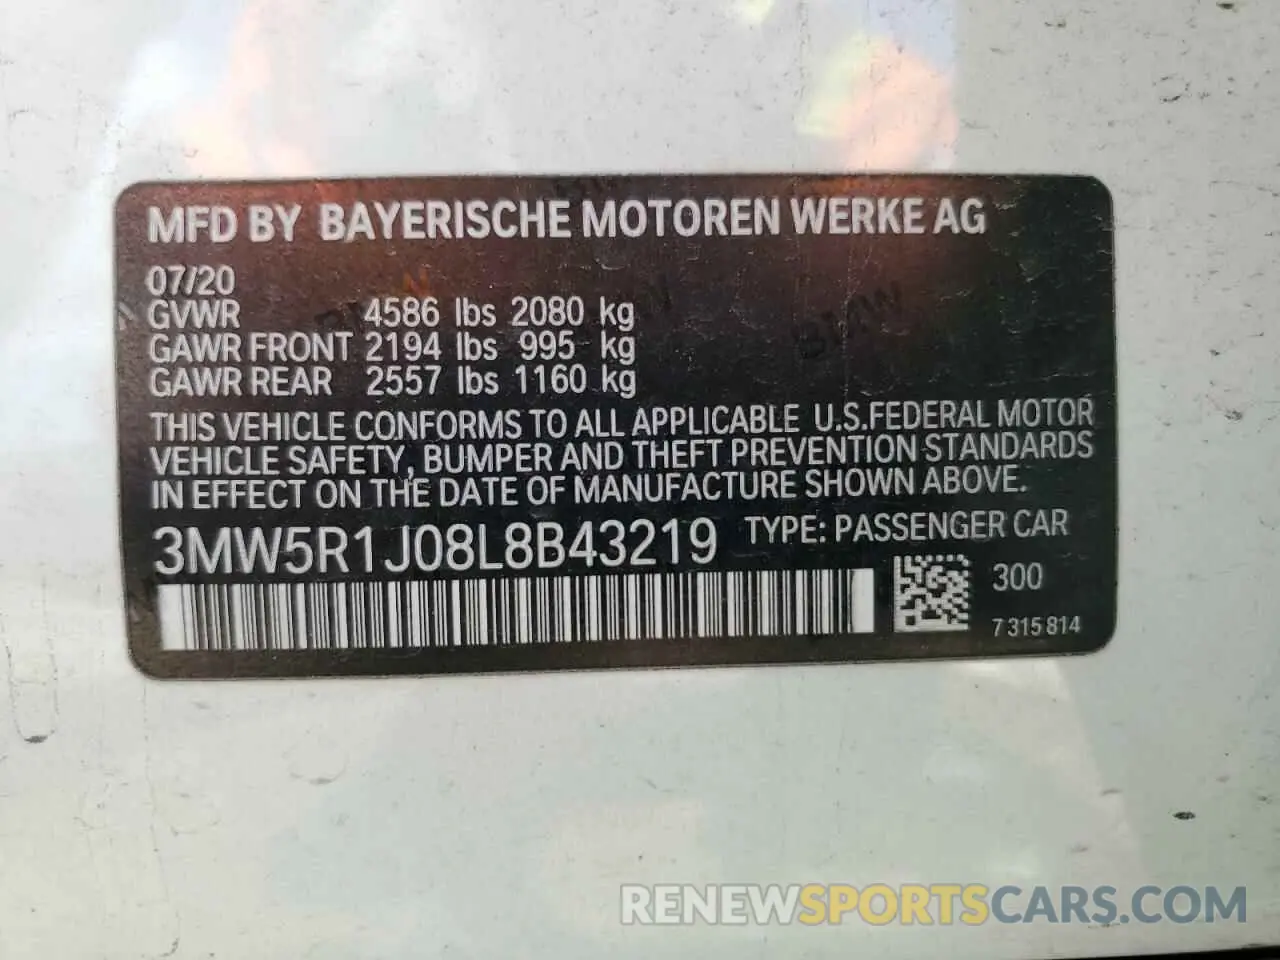 MFD BY BAYERISCHE MOTOREN WERKE AG
07/20
GVWR 4586 lbs 2080 kg
GAWR FRONT 2194 lbs 995 kg
GAWR REAR 2557 lbs 1160 kg
THIS VEHICLE CONFORMS TO ALL APPLICABLE U.S.FEDERAL MOTOR
VEHICLE SAFETY, BUMPER AND THEFT PREVENTION STANDARDS
IN EFFECT ON THE DATE OF MANUFACTURE SHOWN ABOVE.
3MW5R1J08L8B43219 TYPE: PASSENGER CAR
300
7 315 814
BMW
RENEWSPORTSCARS.COM